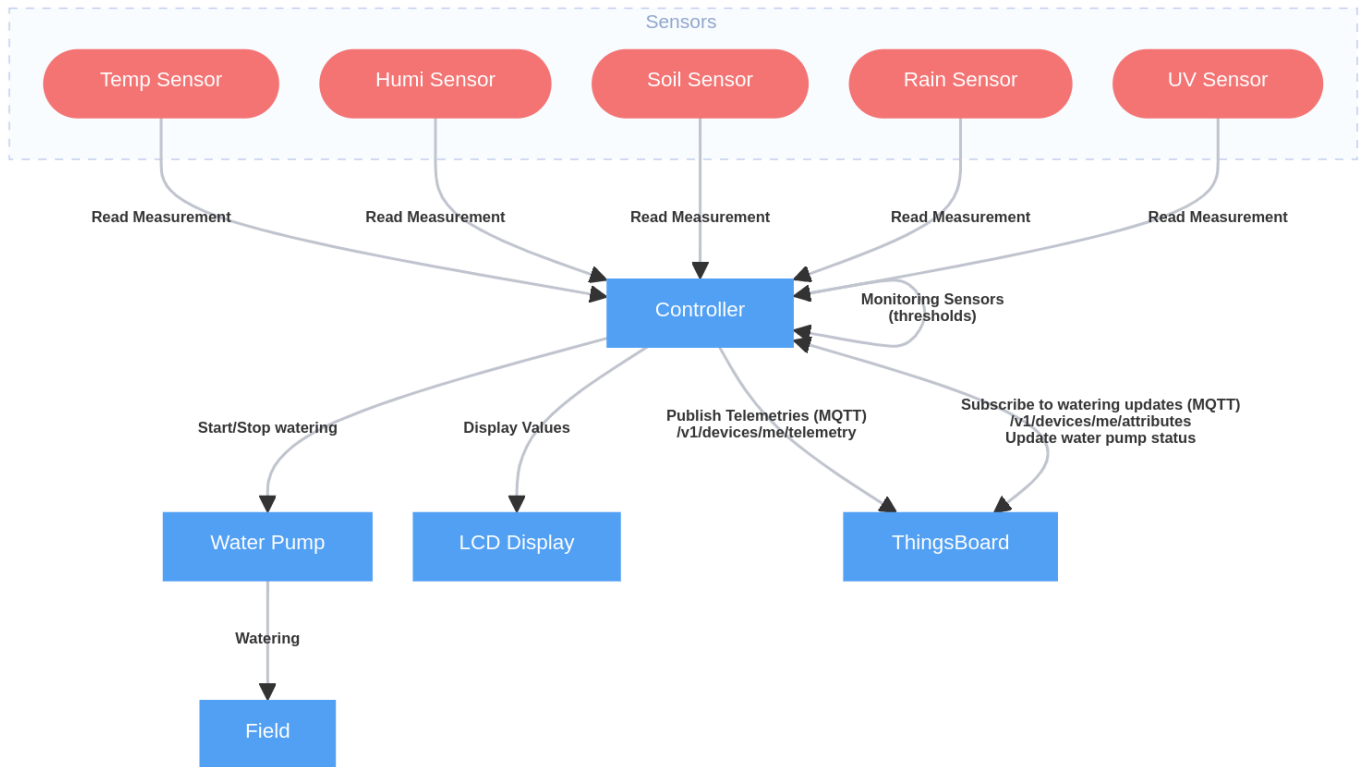 Sensors
Temp Sensor
Humi Sensor
Soil Sensor
Rain Sensor
UV Sensor
Read Measurement
Read Measurement
Read Measurement
Read Measurement
Read Measurement
Controller
Monitoring Sensors
(thresholds)
Start/Stop watering
Display Values
Publish Telemetries (MQTT)
/v1/devices/me/telemetry
Subscribe to watering updates (MQTT)
/v1/devices/me/attributes
Update water pump status
Water Pump
LCD Display
ThingsBoard
Watering
Field